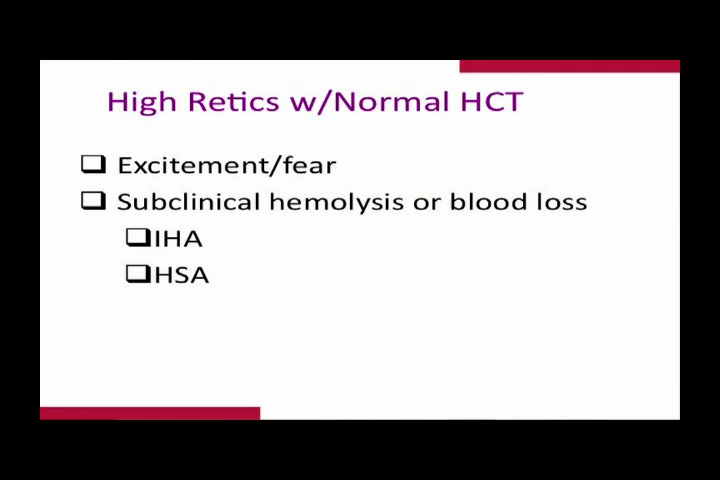 High Retics w/Normal HCT
Excitement/fear
Subclinical hemolysis or blood loss
IHA
HSA